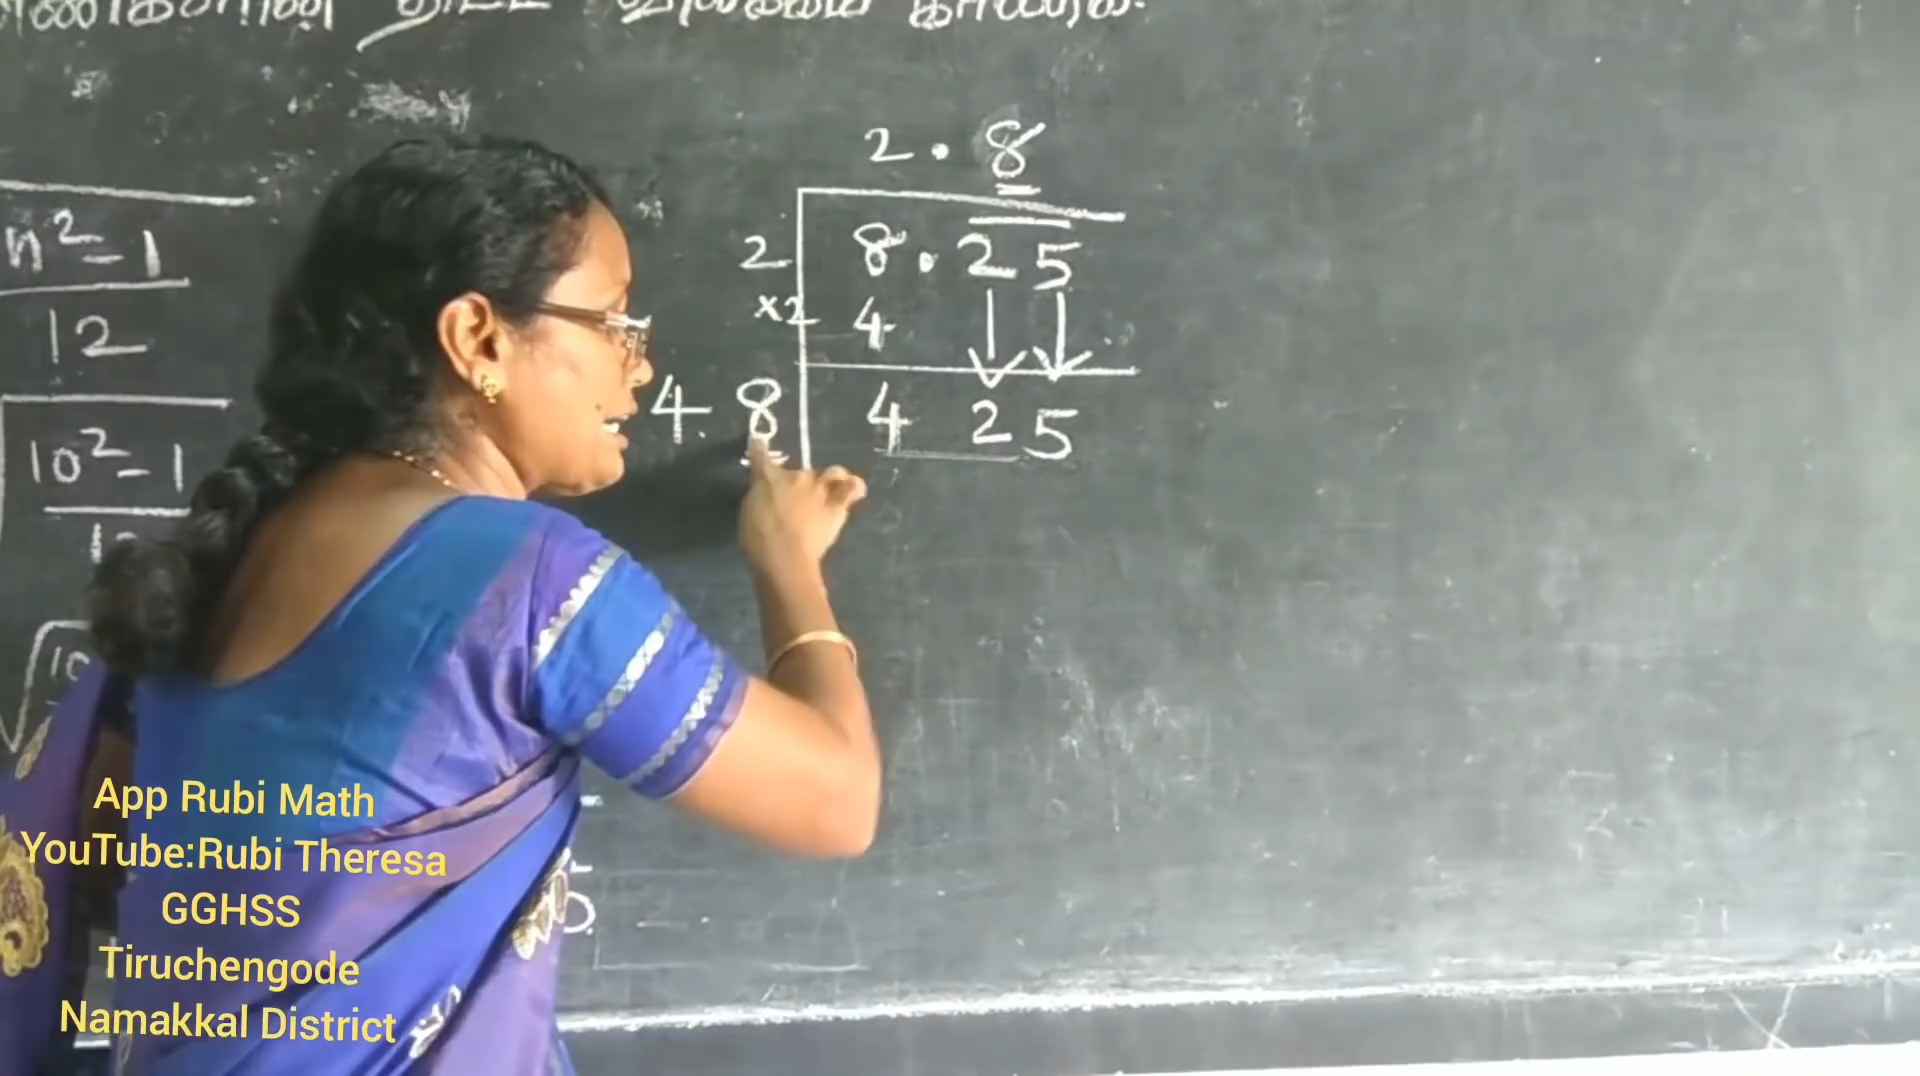 n² - 1
12
10² - 1
2 . 8
2 8 . 2 5
×2 4
4 8 4 2 5
App Rubi Math
YouTube:Rubi Theresa
GGHSS
Tiruchengode
Namakkal District